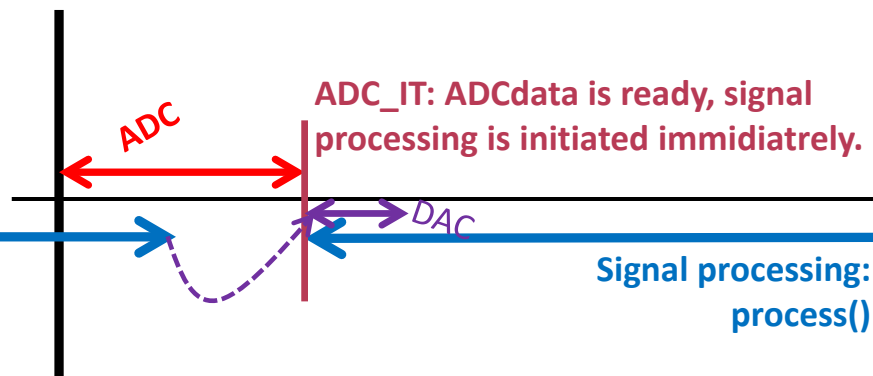 ADC
ADC_IT: ADCdata is ready, signal
processing is initiated immidiatrely.
DAC
Signal processing:
process()